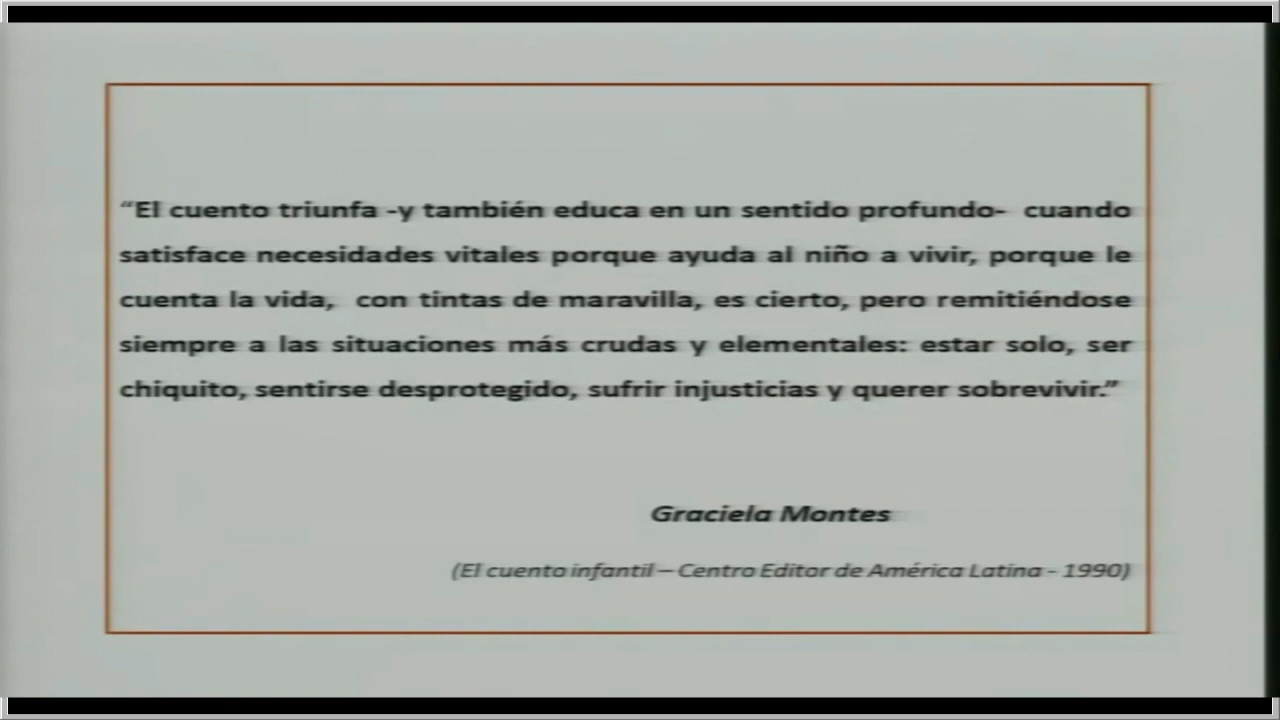 “El cuento triunfa -y también educa en un sentido profundo- cuando
satisface necesidades vitales porque ayuda al niño a vivir, porque le
cuenta la vida, con tintas de maravilla, es cierto, pero remitiéndose
siempre a las situaciones más crudas y elementales: estar solo, ser
chiquito, sentirse desprotegido, sufrir injusticias y querer sobrevivir.”
Graciela Montes
(El cuento infantil – Centro Editor de América Latina - 1990)